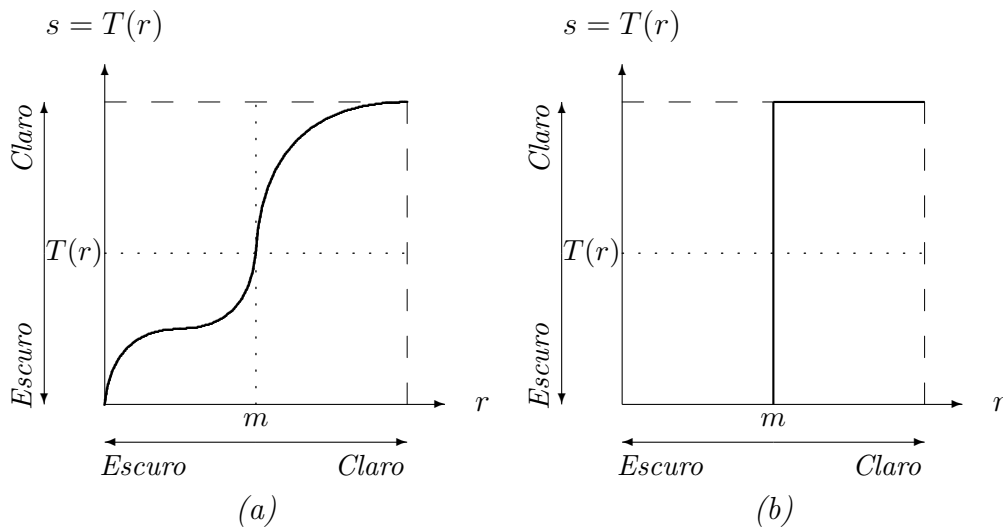 s = T(r)
Claro
T(r)
Escuro
m
r
Escuro
Claro
(a)
s = T(r)
Claro
T(r)
Escuro
m
r
Escuro
Claro
(b)